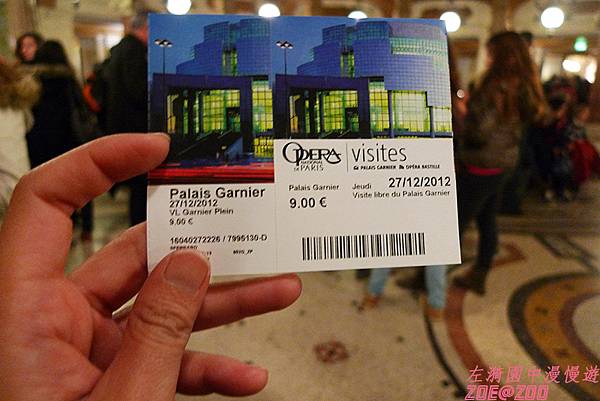 Palais Garnier
27/12/2012
VL Garnier Plein
9.00 €
16040272226 / 7995130-D
OPERA
NATIONAL
DE PARIS
visites
PALAIS GARNIER & OPÉRA BASTILLE
Palais Garnier Jeudi 27/12/2012
9.00 € Visite libre du Palais Garnier
左漪園中漫慢遊
ZOE@ZOO